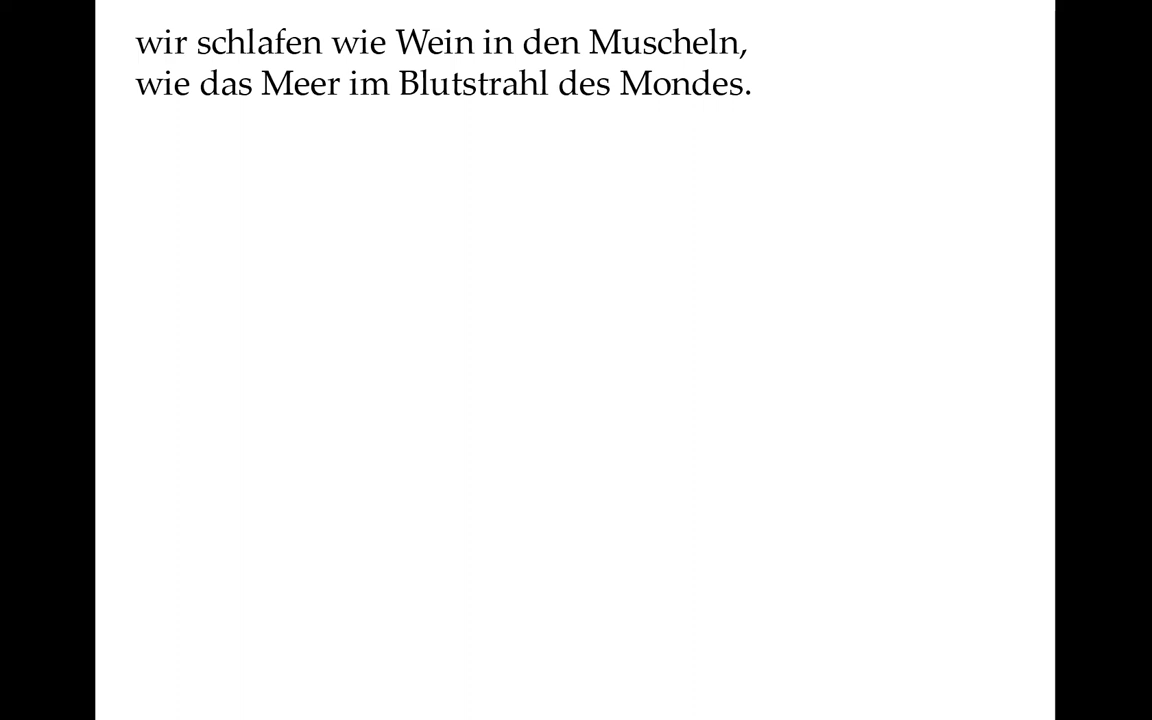 wir schlafen wie Wein in den Muscheln,
wie das Meer im Blutstrahl des Mondes.